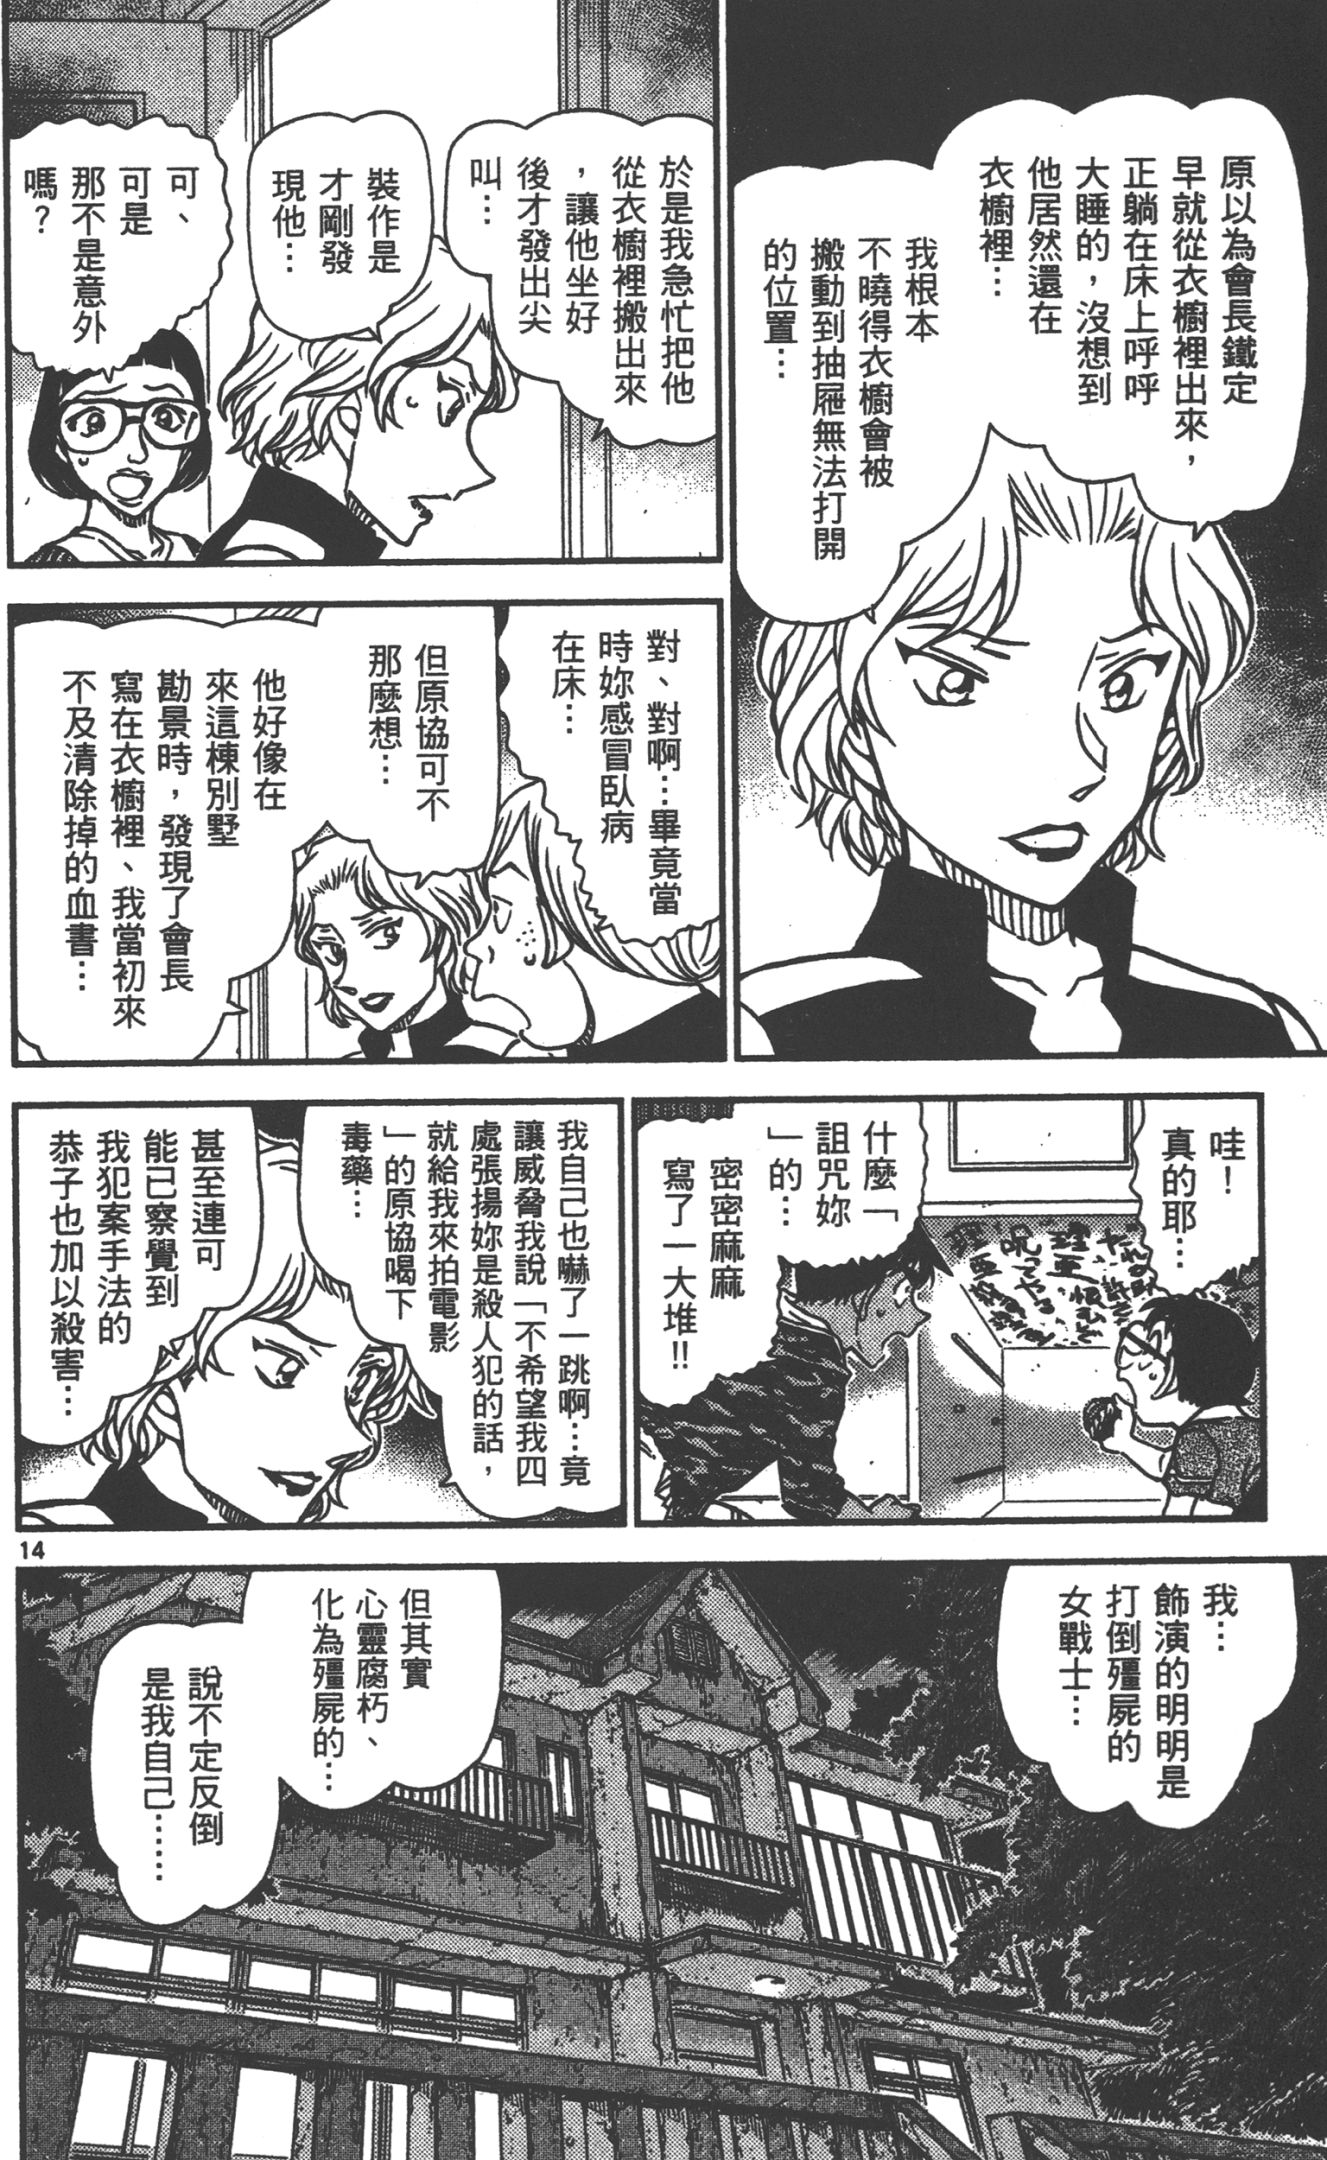 原以為會長鐵定
早就從衣櫥裡出來，
正躺在床上呼呼
大睡的，沒想到
他居然還在
衣櫥裡…
我根本
不曉得衣櫥會被
搬動到抽屜無法打開
的位置…
於是我急忙把他
從衣櫥裡搬出來
，讓他坐好
後才發出尖
叫…
裝作是
才剛發
現他…
可、
可是
那不是意外
嗎？
對、對啊…畢竟當
時妳感冒臥病
在床…
但原協可不
那麼想…
他好像在
來這棟別墅
勘景時，發現了會長
寫在衣櫥裡、我當初來
不及清除掉的血書…
哇！
真的耶…
什麼「
詛咒妳
」的…
密密麻麻
寫了一大堆!!
我自己也嚇了一跳啊…竟
讓威脅我說「不希望我四
處張揚妳是殺人犯的話，
就給我來拍電影
」的原協喝下
毒藥…
甚至連可
能已察覺到
我犯案手法的
恭子也加以殺害…
14
我…
飾演的明明是
打倒殭屍的
女戰士…
但其實
心靈腐朽、
化為殭屍的…
說不定反倒
是我自己……